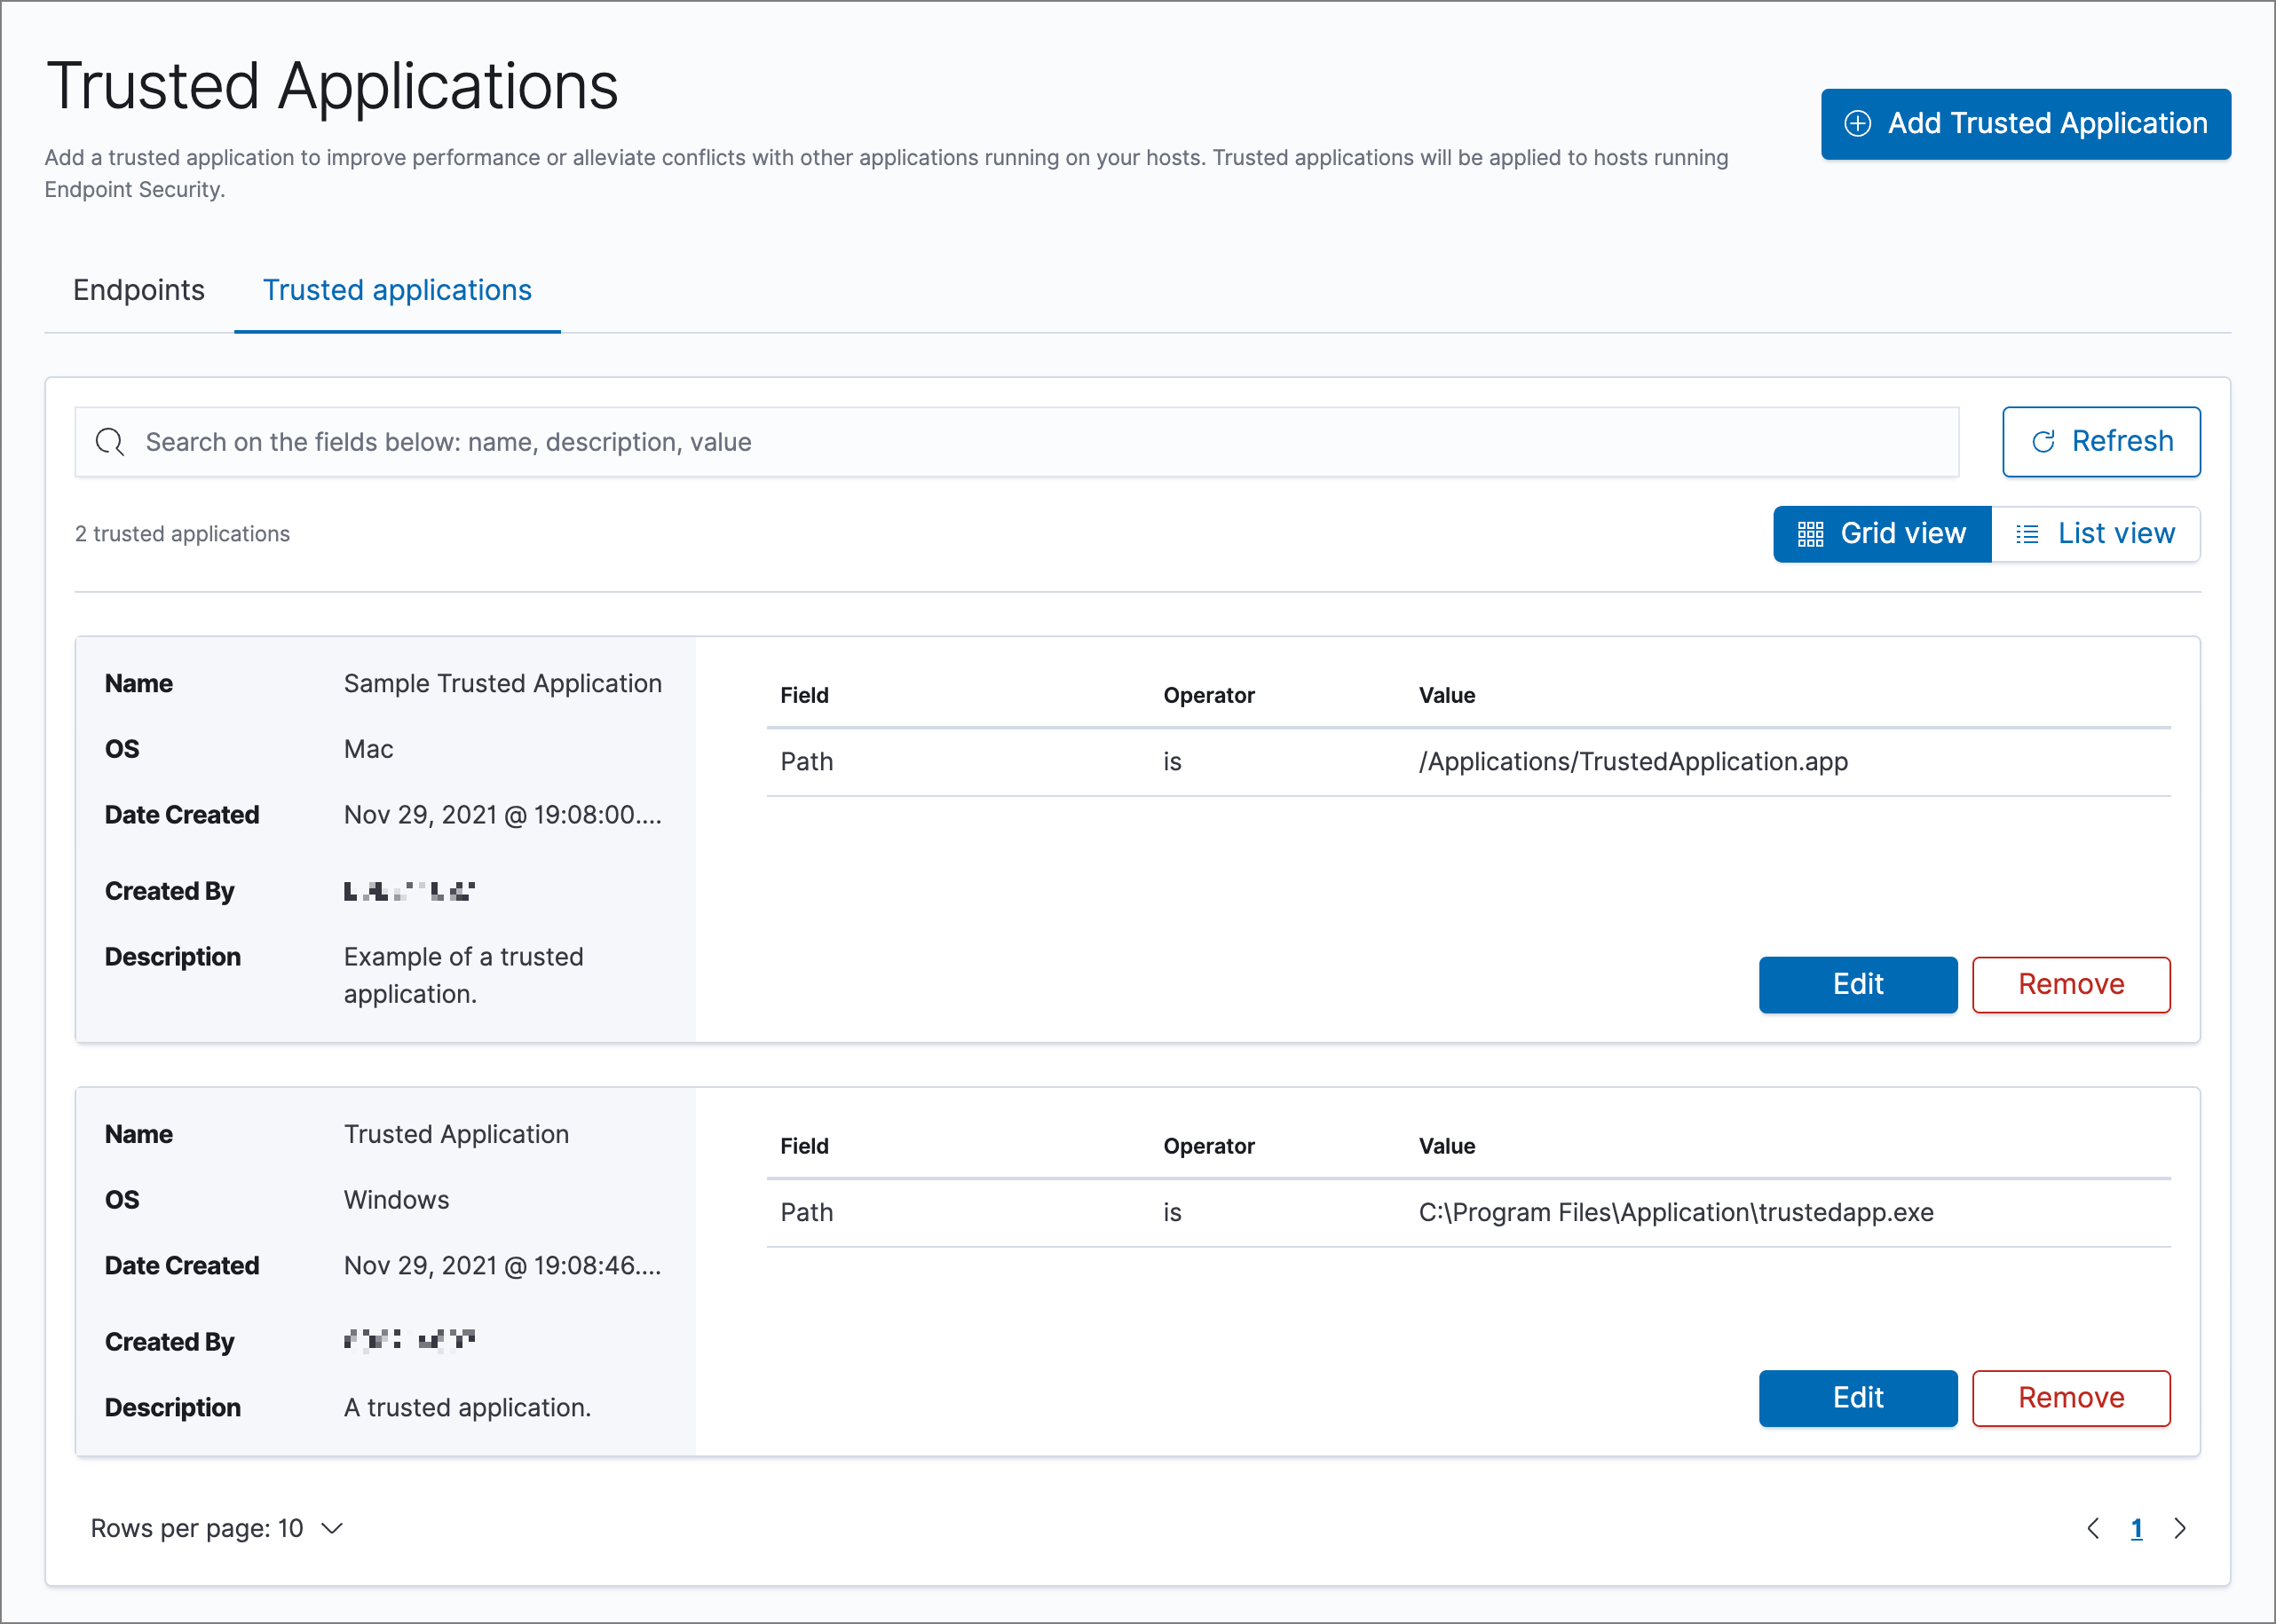 Trusted Applications
Add Trusted Application
Add a trusted application to improve performance or alleviate conflicts with other applications running on your hosts. Trusted applications will be applied to hosts running
Endpoint Security.
Endpoints Trusted applications
Search on the fields below: name, description, value
Refresh
2 trusted applications
Grid view List view
Name Sample Trusted Application
OS Mac
Date Created Nov 29, 2021 @ 19:08:00....
Created By
Description Example of a trusted
application.
Field Operator Value
Path is /Applications/TrustedApplication.app
Edit Remove
Name Trusted Application
OS Windows
Date Created Nov 29, 2021 @ 19:08:46....
Created By
Description A trusted application.
Field Operator Value
Path is C:\Program Files\Application\trustedapp.exe
Edit Remove
Rows per page: 10
1